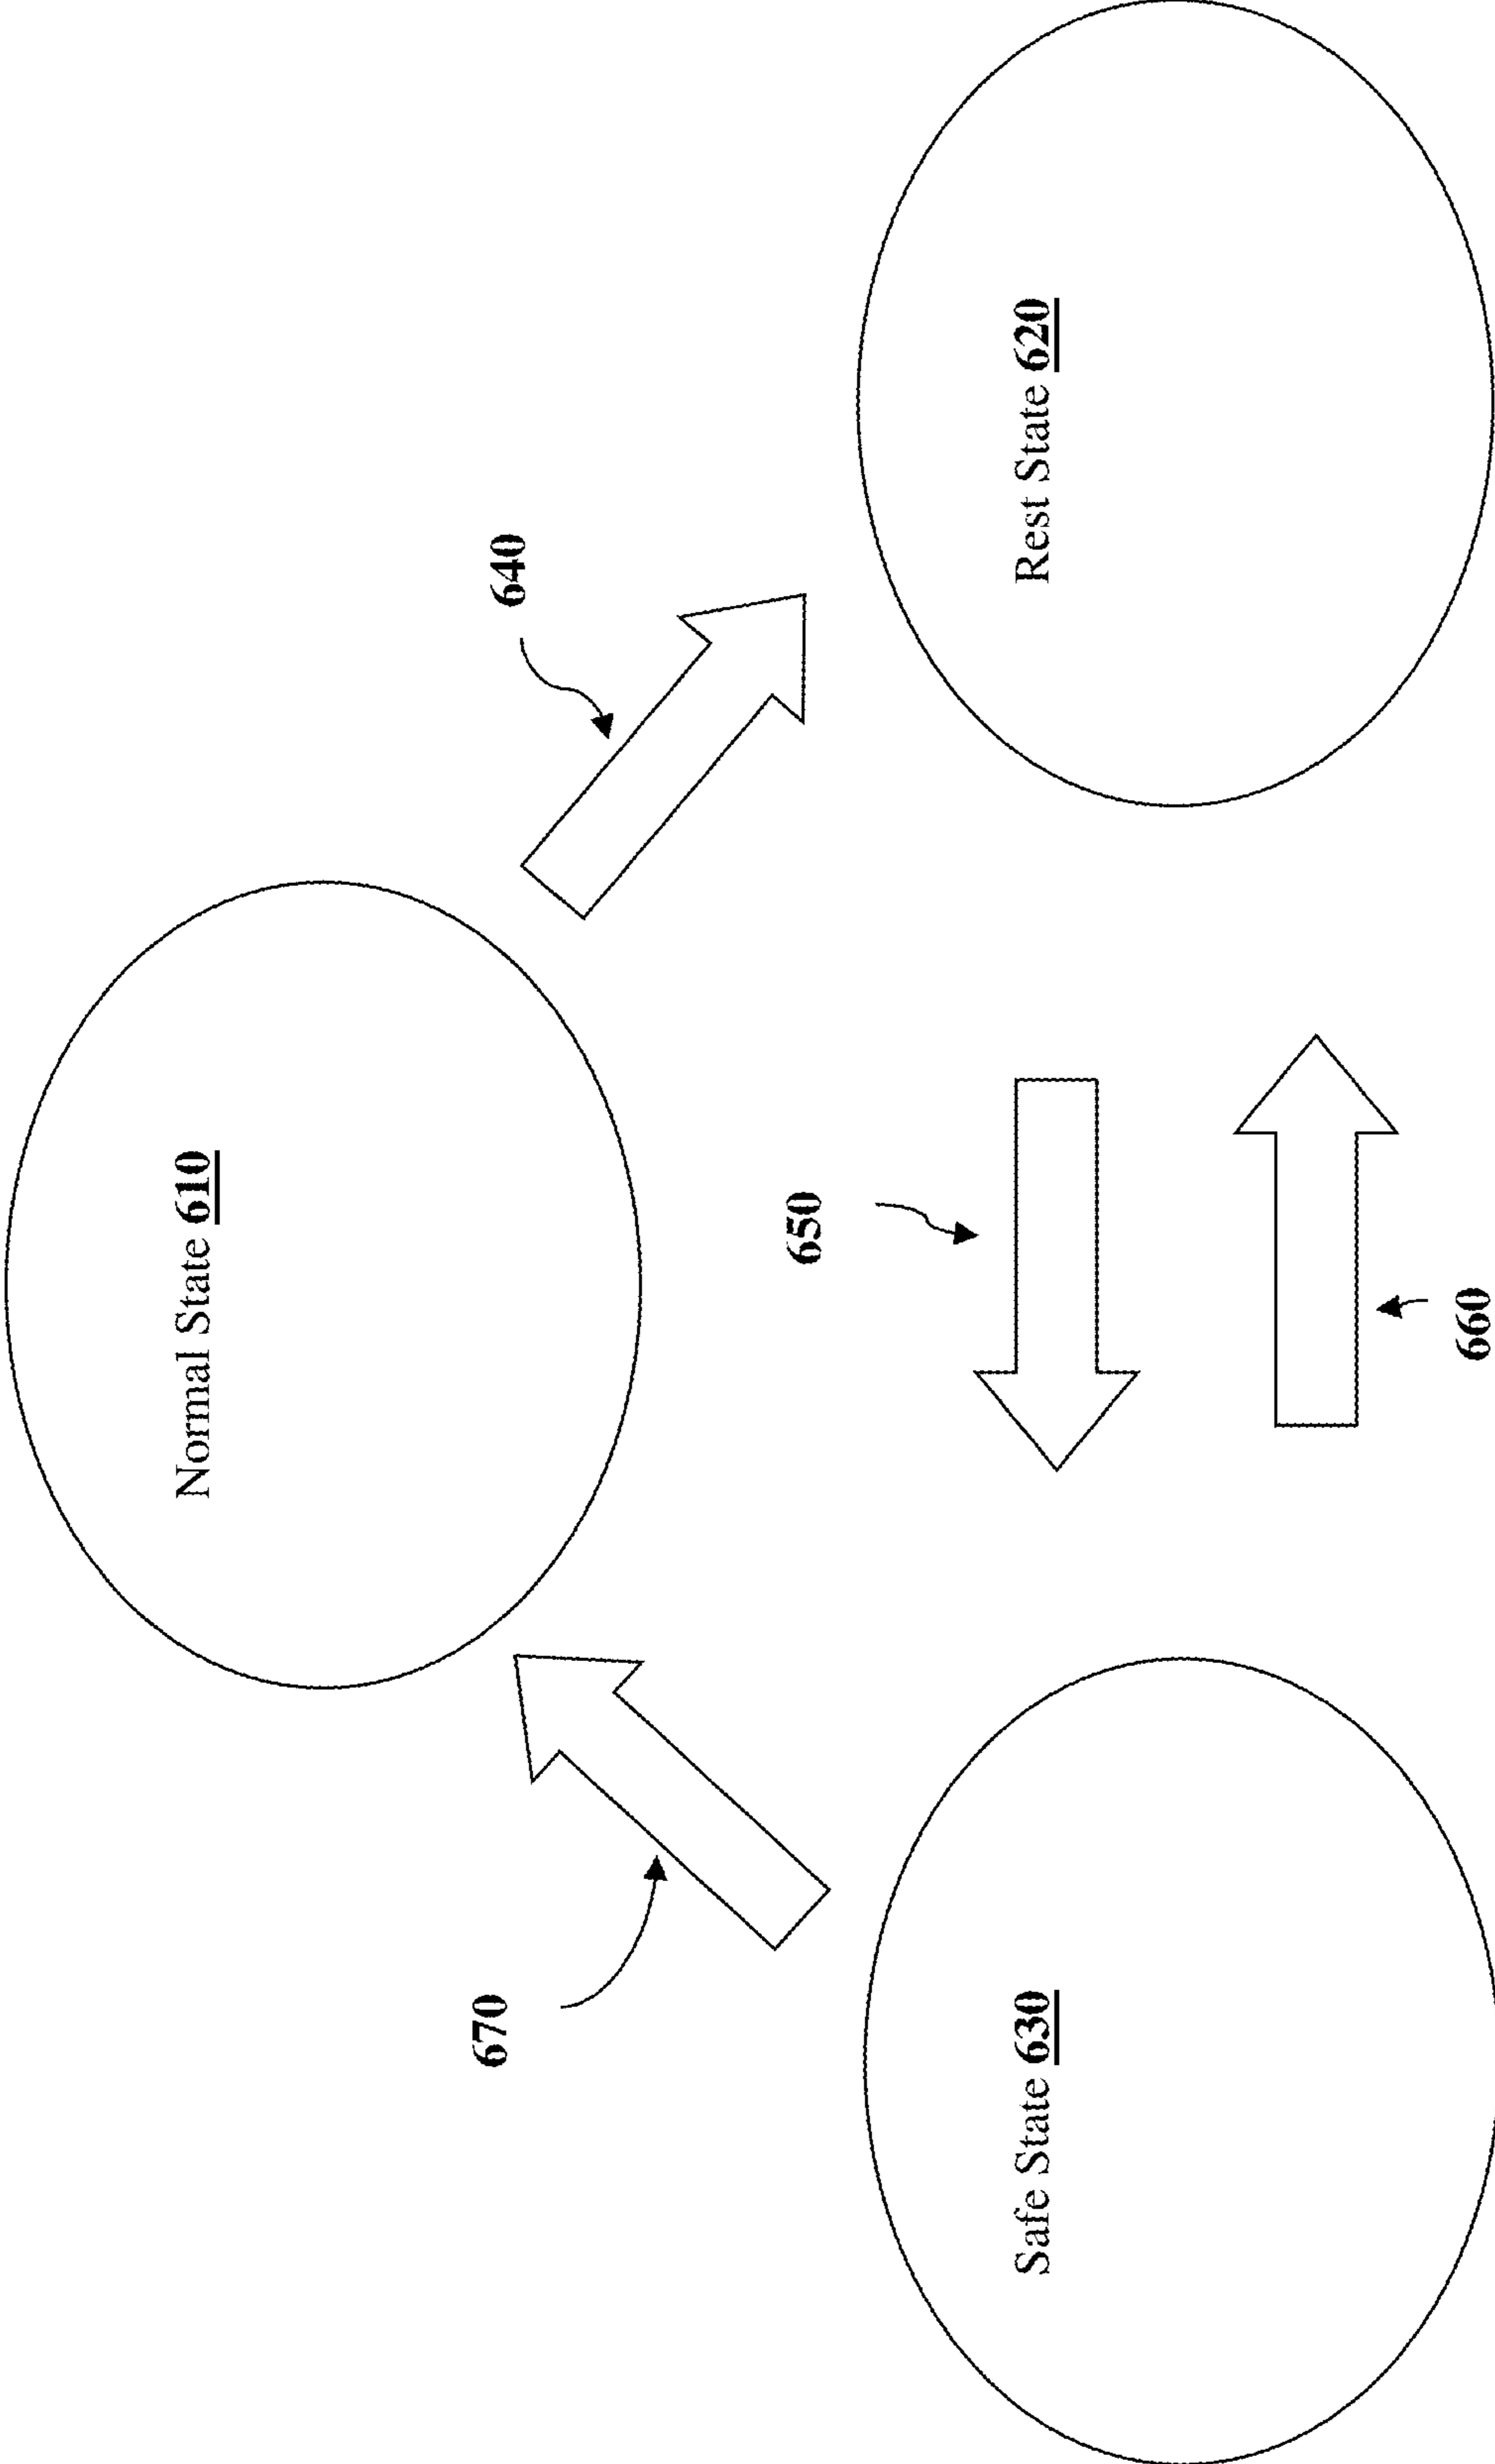 Normal State 610
670
640
650
Safe State 630
Rest State 620
660